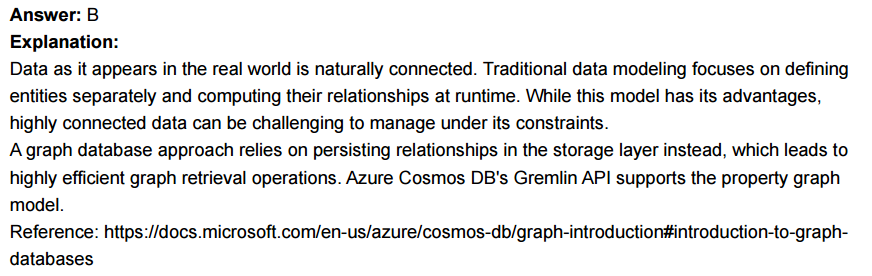 Answer: B
Explanation:
Data as it appears in the real world is naturally connected. Traditional data modeling focuses on defining
entities separately and computing their relationships at runtime. While this model has its advantages,
highly connected data can be challenging to manage under its constraints.
A graph database approach relies on persisting relationships in the storage layer instead, which leads to
highly efficient graph retrieval operations. Azure Cosmos DB's Gremlin API supports the property graph
model.
Reference: https://docs.microsoft.com/en-us/azure/cosmos-db/graph-introduction#introduction-to-graph-
databases